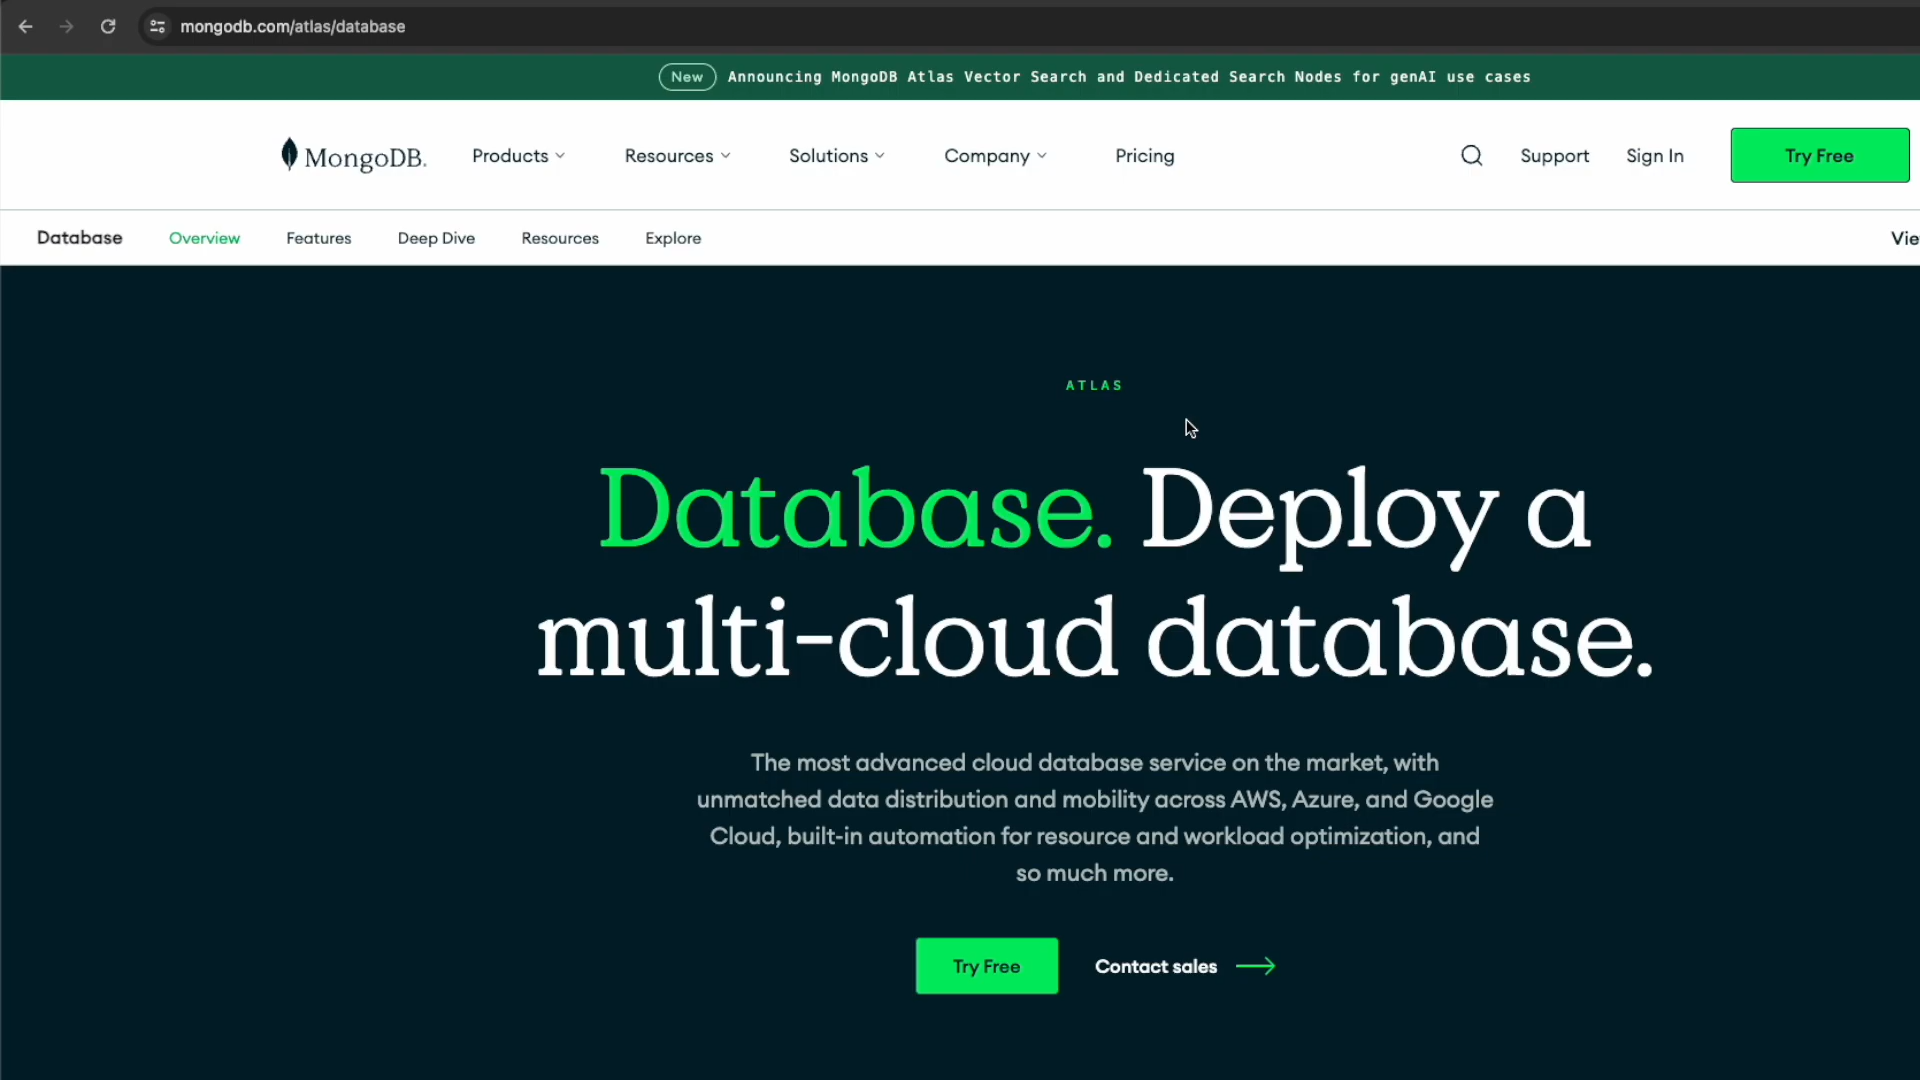 mongodb.com/atlas/database
New Announcing MongoDB Atlas Vector Search and Dedicated Search Nodes for genAI use cases
MongoDB. Products Resources Solutions Company Pricing Support Sign In Try Free
Database Overview Features Deep Dive Resources Explore Vie
ATLAS
Database. Deploy a
multi-cloud database.
The most advanced cloud database service on the market, with
unmatched data distribution and mobility across AWS, Azure, and Google
Cloud, built-in automation for resource and workload optimization, and
so much more.
Try Free Contact sales